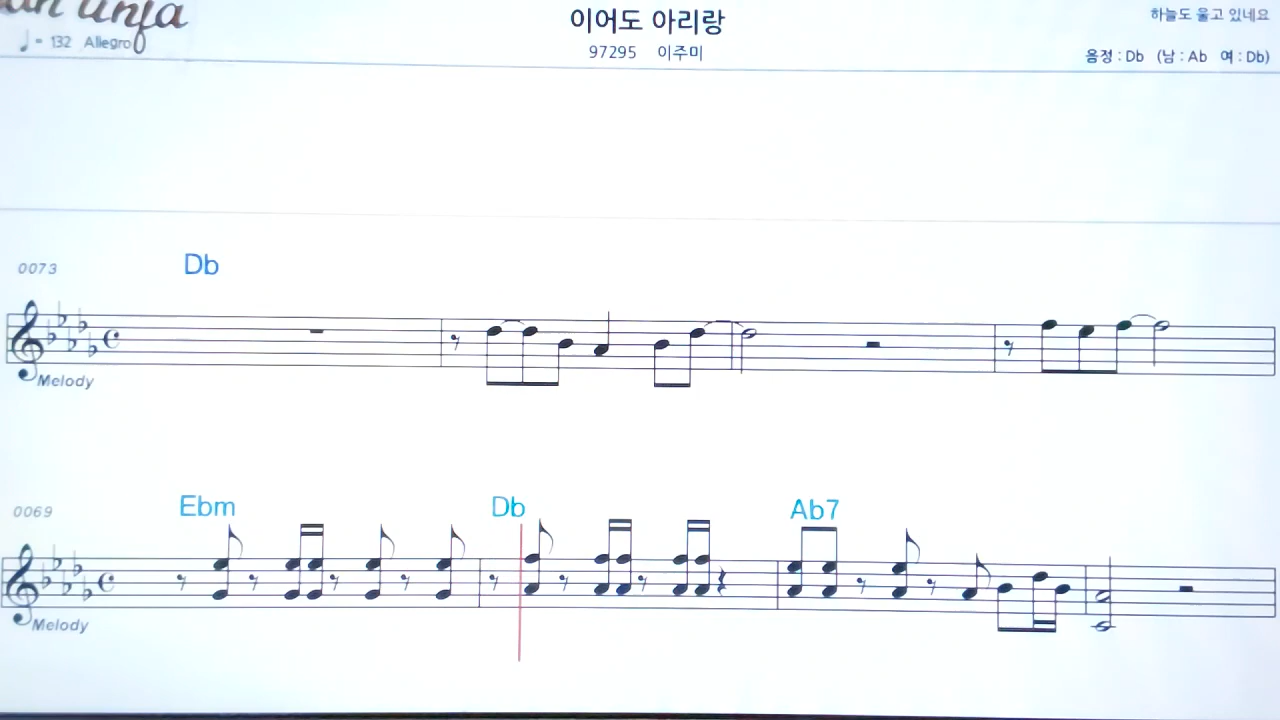 ♩ = 132 Allegro
이어도 아리랑
97295 이주미
하늘도 울고 있네요
음정 : Db (남 : Ab 여 : Db)
0073
Db
Melody
0069
Ebm Db Ab7
Melody